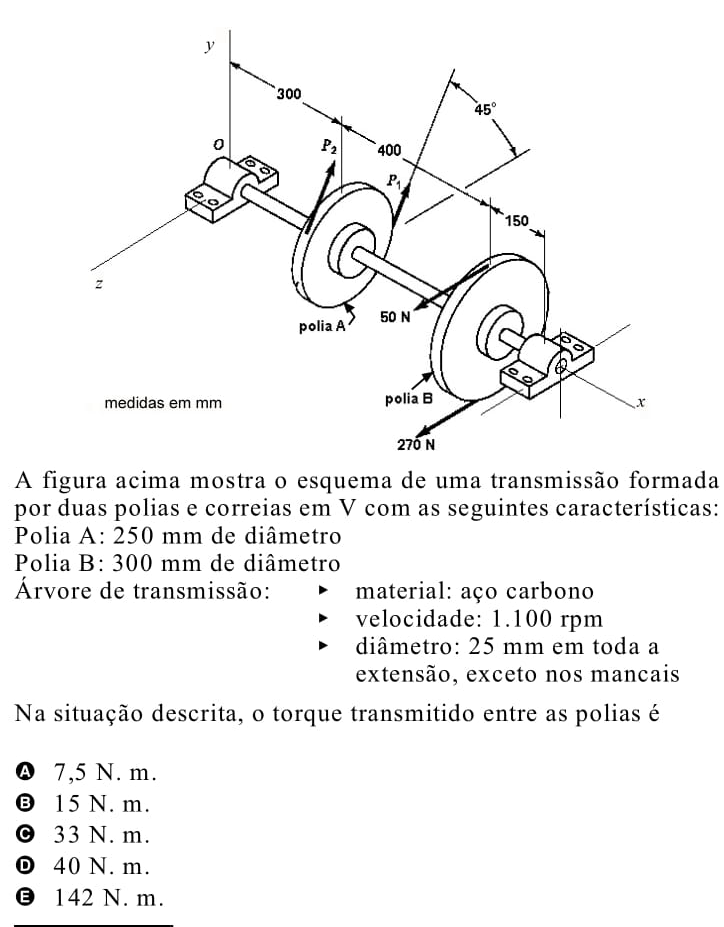 y
300
45°
O
P₂
400
P₁
150
z
50 N
polia A
polia B
x
medidas em mm
270 N
A figura acima mostra o esquema de uma transmissão formada
por duas polias e correias em V com as seguintes características:
Polia A: 250 mm de diâmetro
Polia B: 300 mm de diâmetro
Árvore de transmissão: ▸ material: aço carbono
▸ velocidade: 1.100 rpm
▸ diâmetro: 25 mm em toda a
extensão, exceto nos mancais
Na situação descrita, o torque transmitido entre as polias é
A 7,5 N. m.
B 15 N. m.
C 33 N. m.
D 40 N. m.
E 142 N. m.